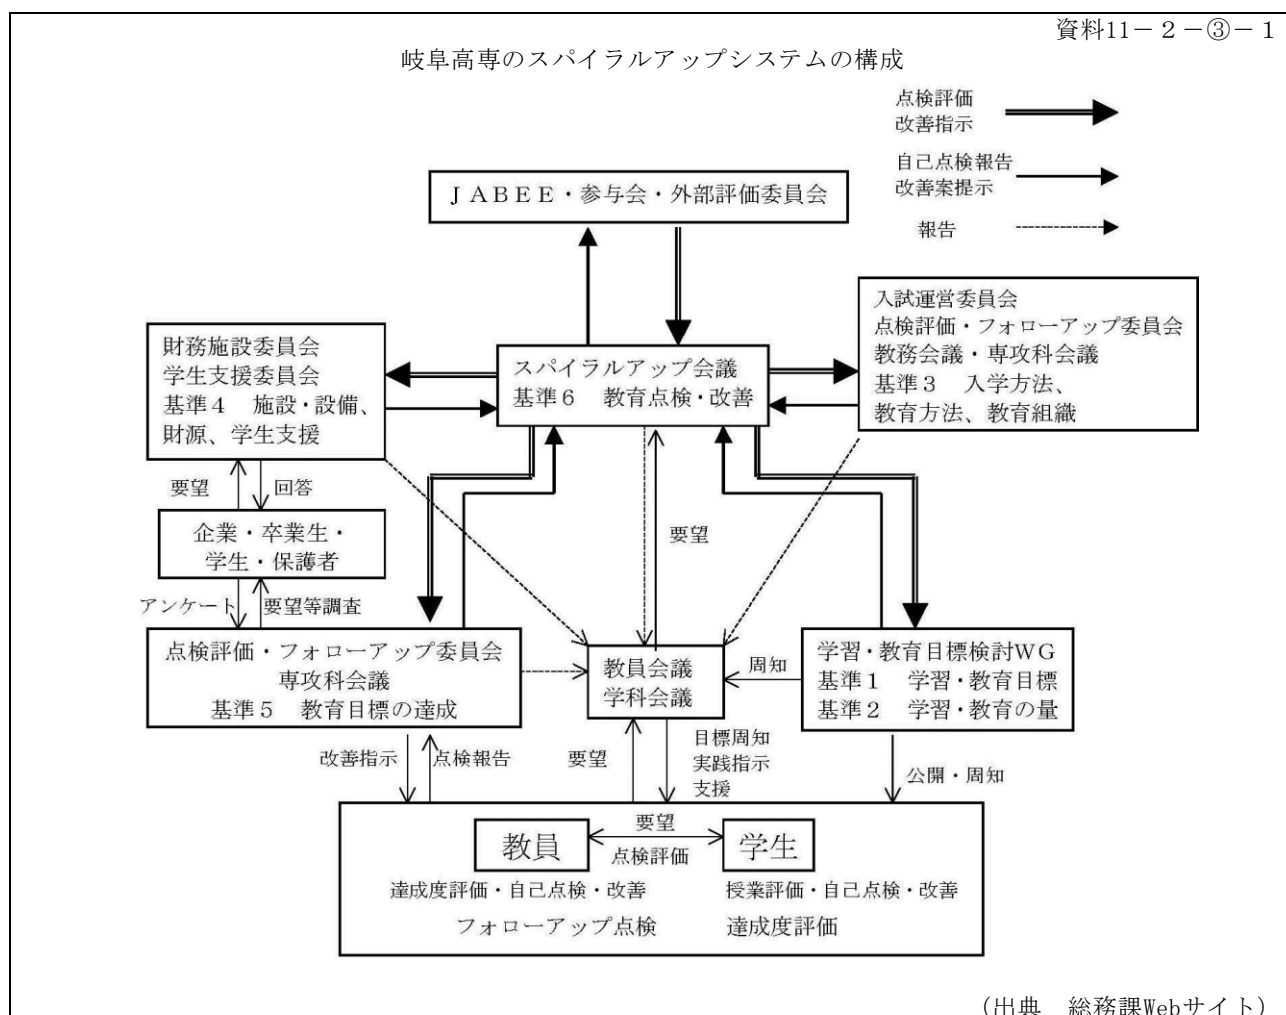 資料11-2-③-1
岐阜高専のスパイラルアップシステムの構成
点検評価
改善指示
自己点検報告
改善案提示
報告
ＪＡＢＥＥ・参与会・外部評価委員会
財務施設委員会
学生支援委員会
基準４　施設・設備、
財源、学生支援
スパイラルアップ会議
基準６　教育点検・改善
入試運営委員会
点検評価・フォローアップ委員会
教務会議・専攻科会議
基準３　入学方法、
教育方法、教育組織
要望
回答
企業・卒業生・
学生・保護者
要望
アンケート
要望等調査
点検評価・フォローアップ委員会
専攻科会議
基準５　教育目標の達成
教員会議
学科会議
周知
学習・教育目標検討ＷＧ
基準１　学習・教育目標
基準２　学習・教育の量
改善指示
点検報告
要望
目標周知
実践指示
支援
公開・周知
教員
要望
点検評価
学生
達成度評価・自己点検・改善
授業評価・自己点検・改善
フォローアップ点検
達成度評価
（出典　総務課Webサイト）